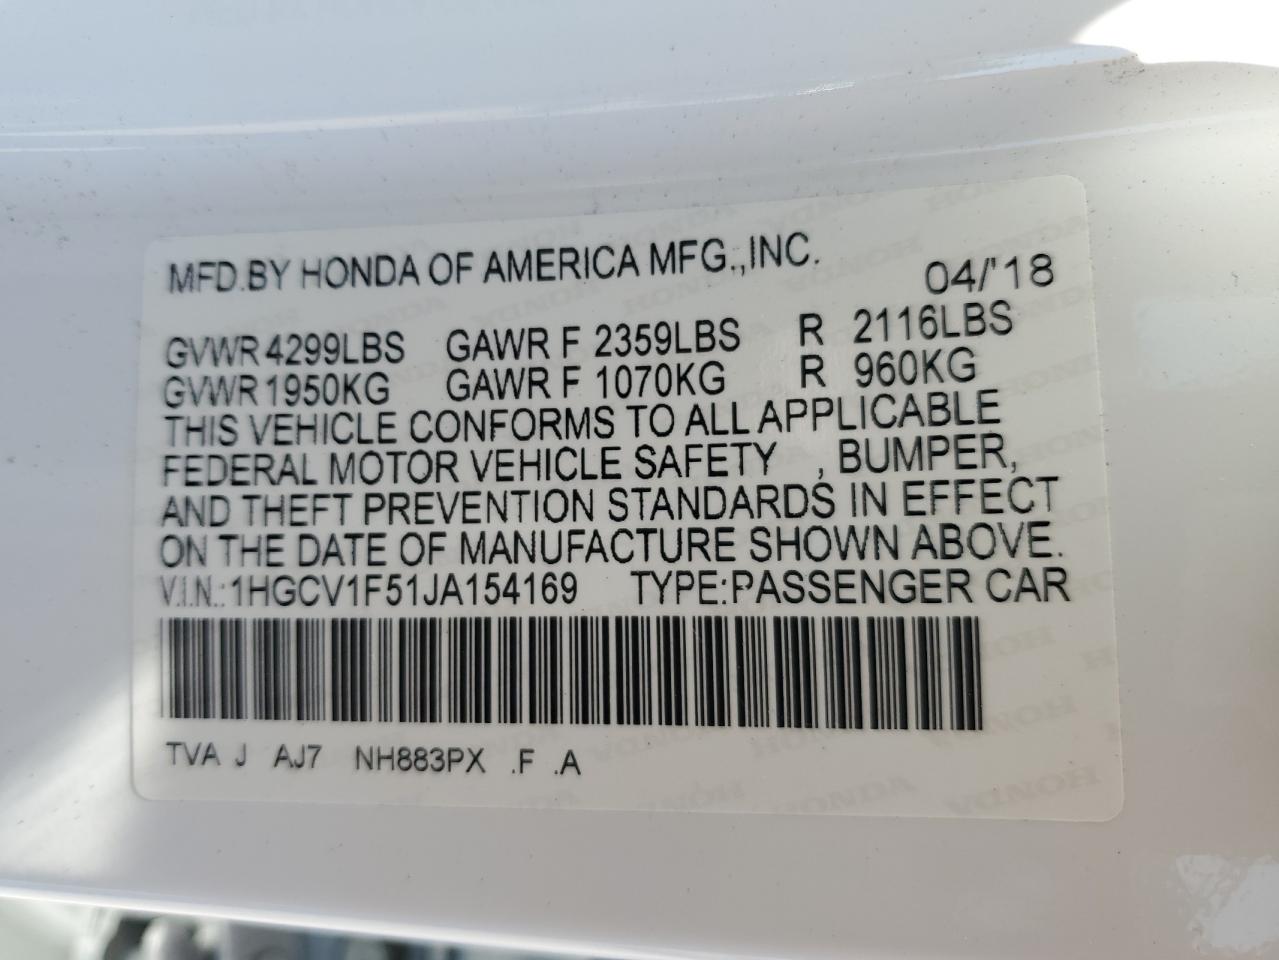 MFD.BY HONDA OF AMERICA MFG.,INC. 04/'18
GVWR 4299LBS GAWR F 2359LBS R 2116LBS
GVWR 1950KG GAWR F 1070KG R 960KG
THIS VEHICLE CONFORMS TO ALL APPLICABLE
FEDERAL MOTOR VEHICLE SAFETY , BUMPER,
AND THEFT PREVENTION STANDARDS IN EFFECT
ON THE DATE OF MANUFACTURE SHOWN ABOVE.
V.I.N.:1HGCV1F51JA154169 TYPE:PASSENGER CAR
TVA J AJ7 NH883PX .F .A